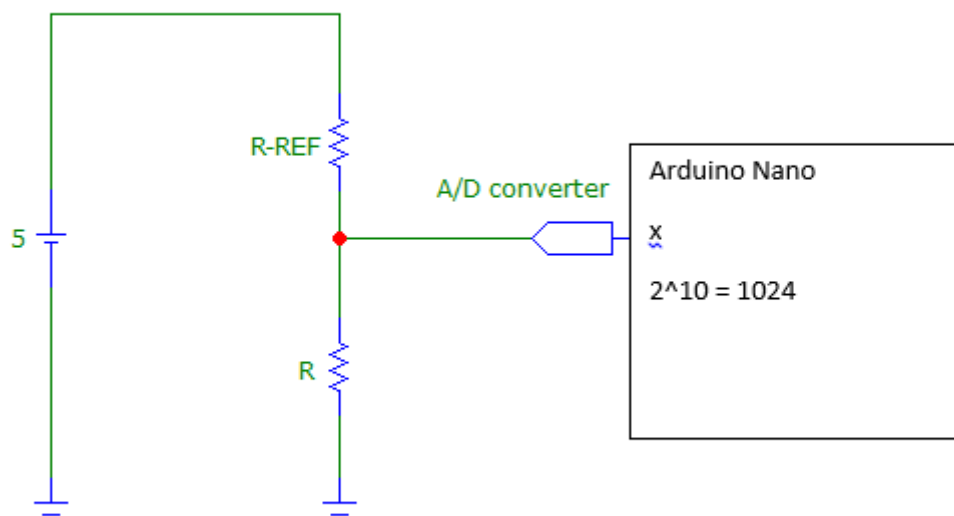 R-REF
5
R
A/D converter
Arduino Nano
x
2^10 = 1024